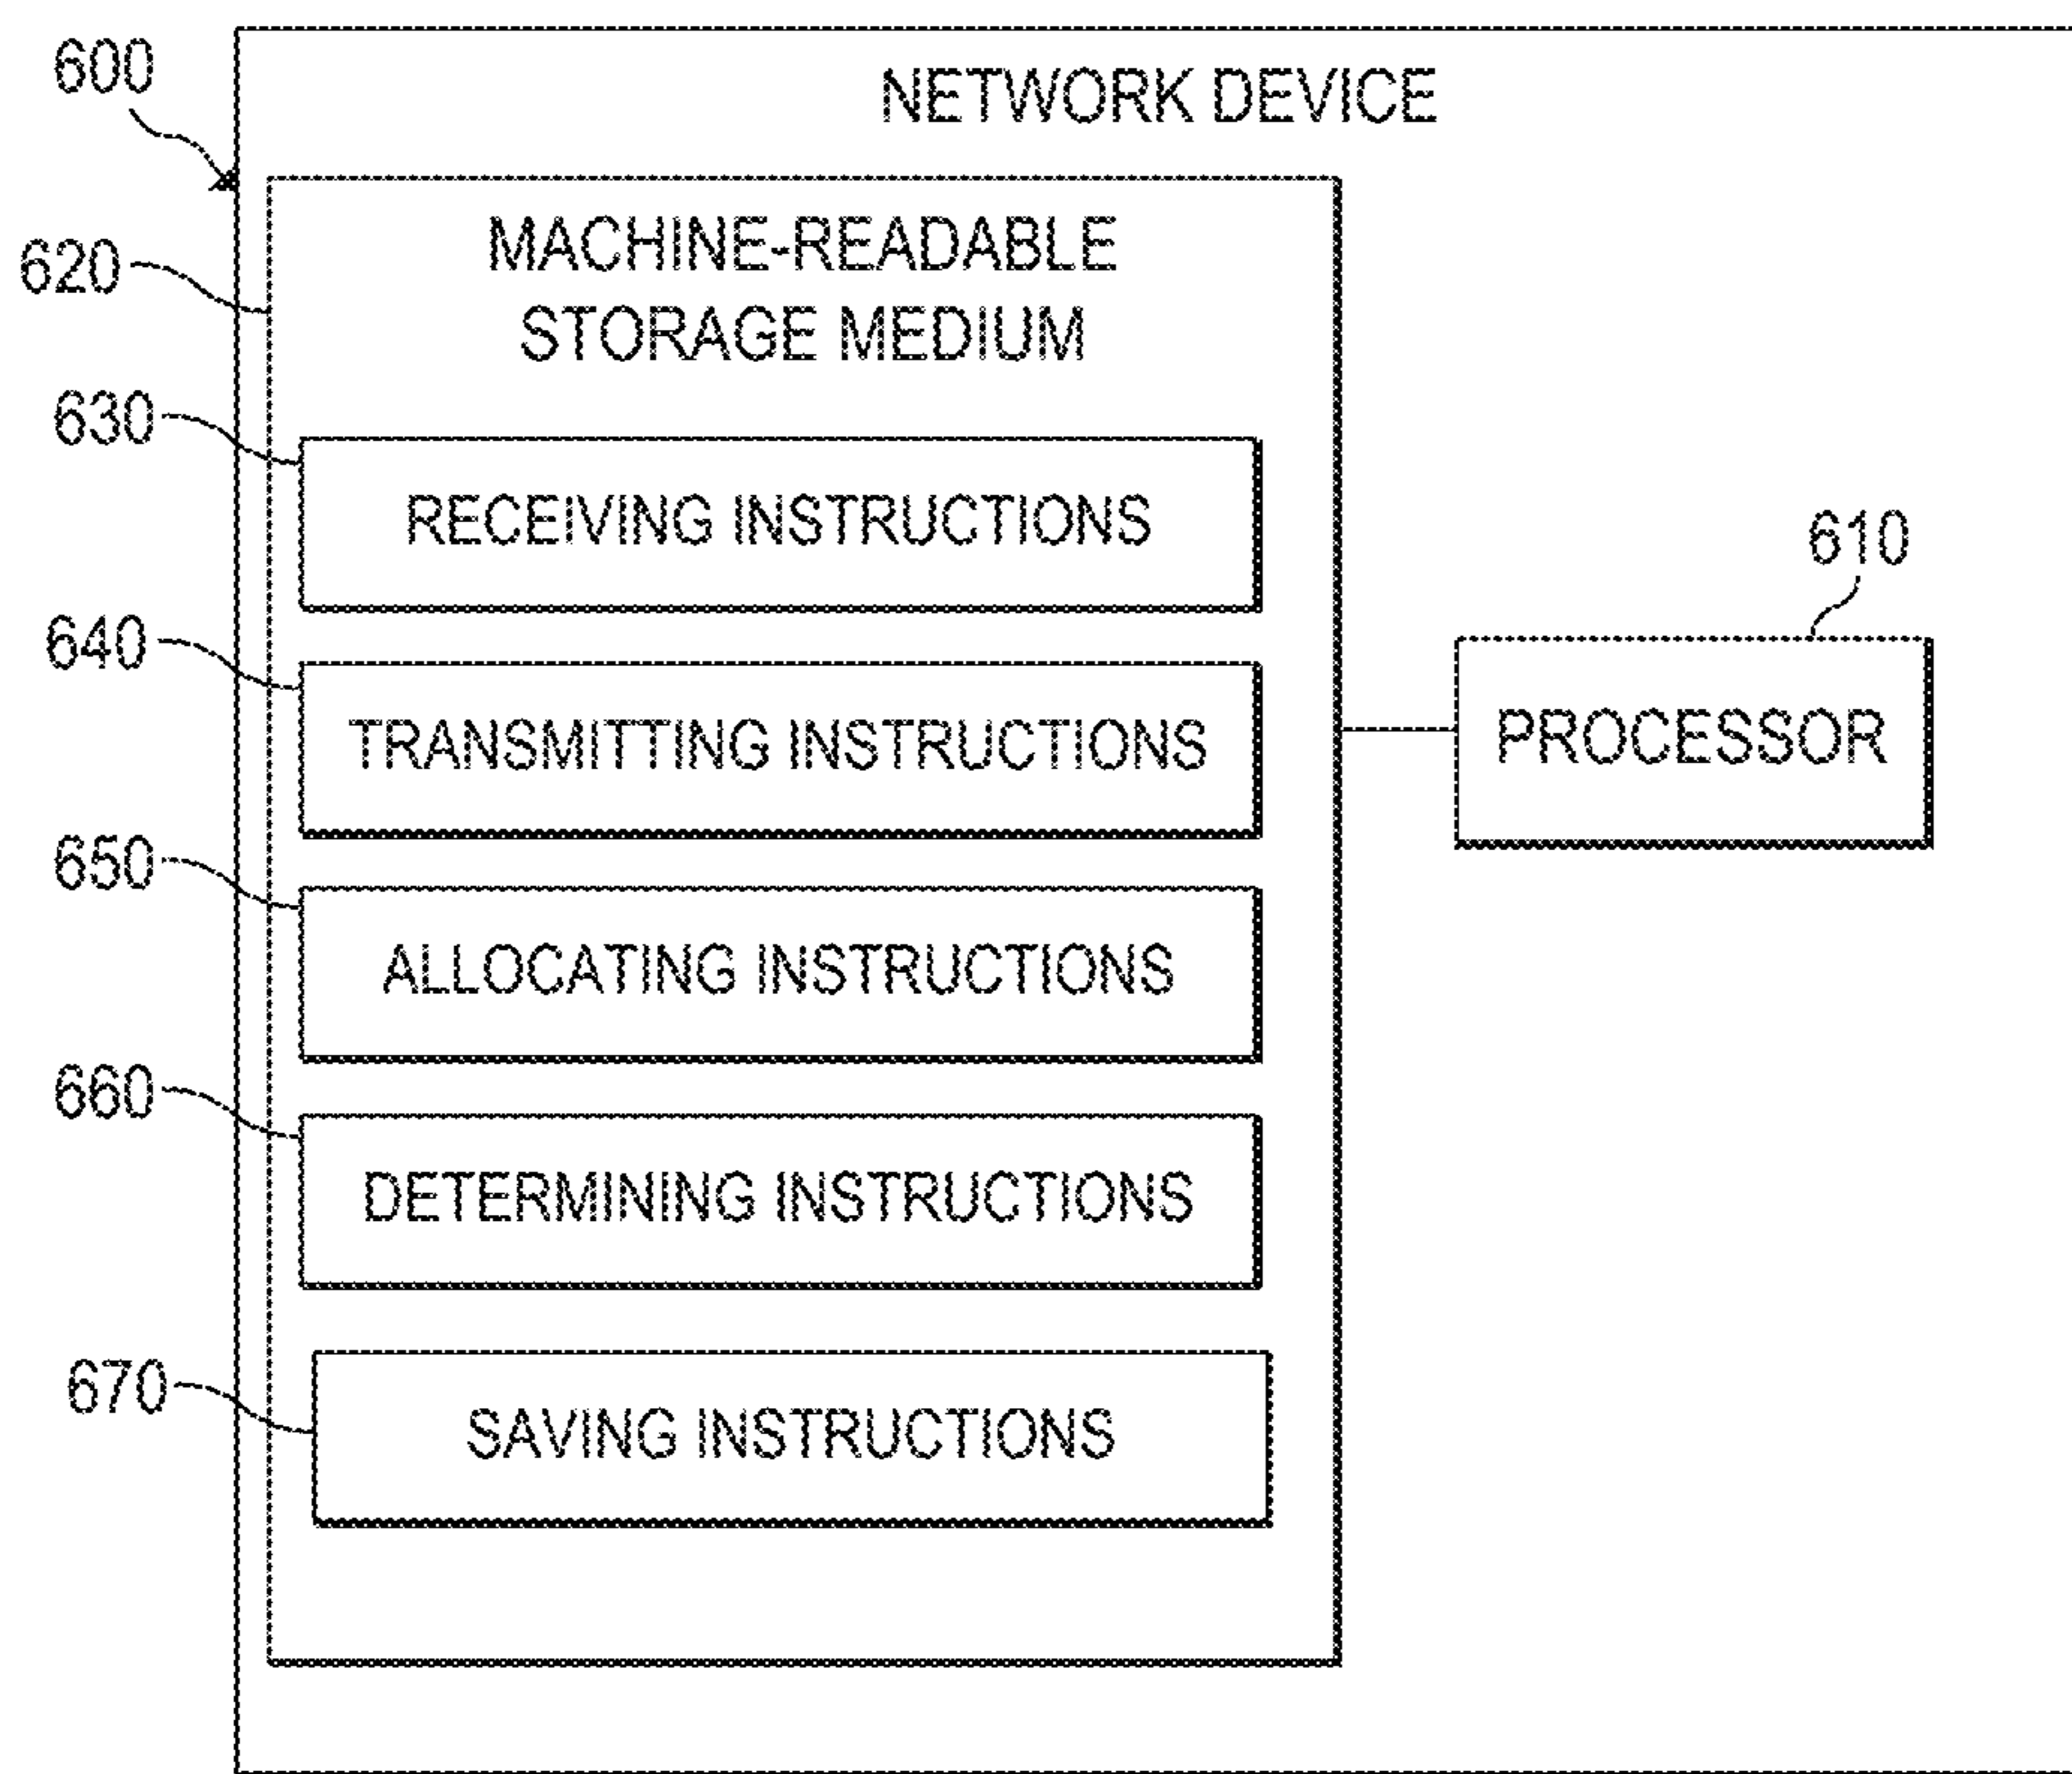 600
NETWORK DEVICE
620
MACHINE-READABLE
STORAGE MEDIUM
630
RECEIVING INSTRUCTIONS
610
640
TRANSMITTING INSTRUCTIONS
PROCESSOR
650
ALLOCATING INSTRUCTIONS
660
DETERMINING INSTRUCTIONS
670
SAVING INSTRUCTIONS